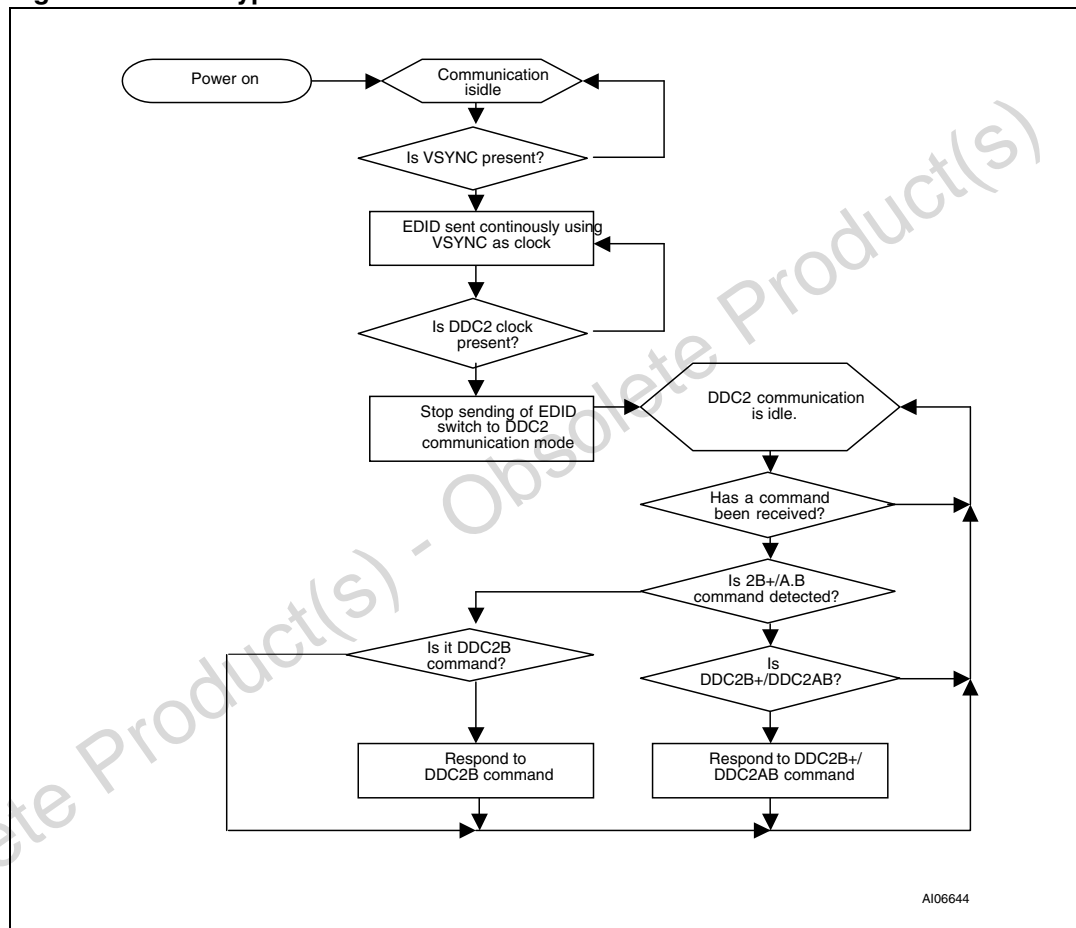 Power on
Communication
isidle
Is VSYNC present?
EDID sent continously using
VSYNC as clock
Is DDC2 clock
present?
Stop sending of EDID
switch to DDC2
communication mode
DDC2 communication
is idle.
Has a command
been received?
Is 2B+/A.B
command detected?
Is it DDC2B
command?
Is
DDC2B+/DDC2AB?
Respond to
DDC2B command
Respond to DDC2B+/
DDC2AB command
AI06644
Obsolete Product(s) - Obsolete Product(s)